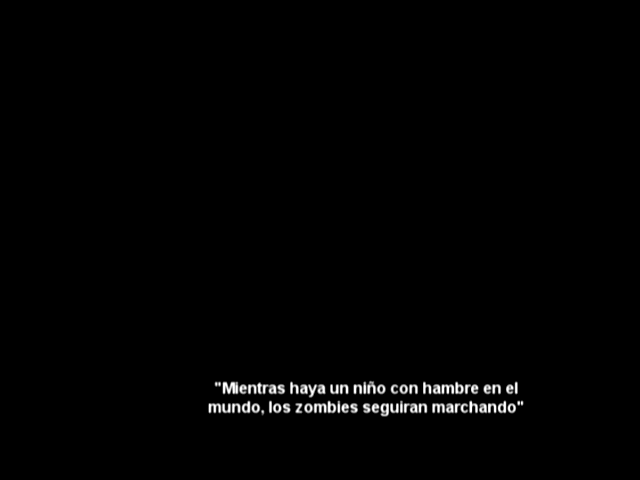 "Mientras haya un niño con hambre en el
mundo, los zombies seguiran marchando"